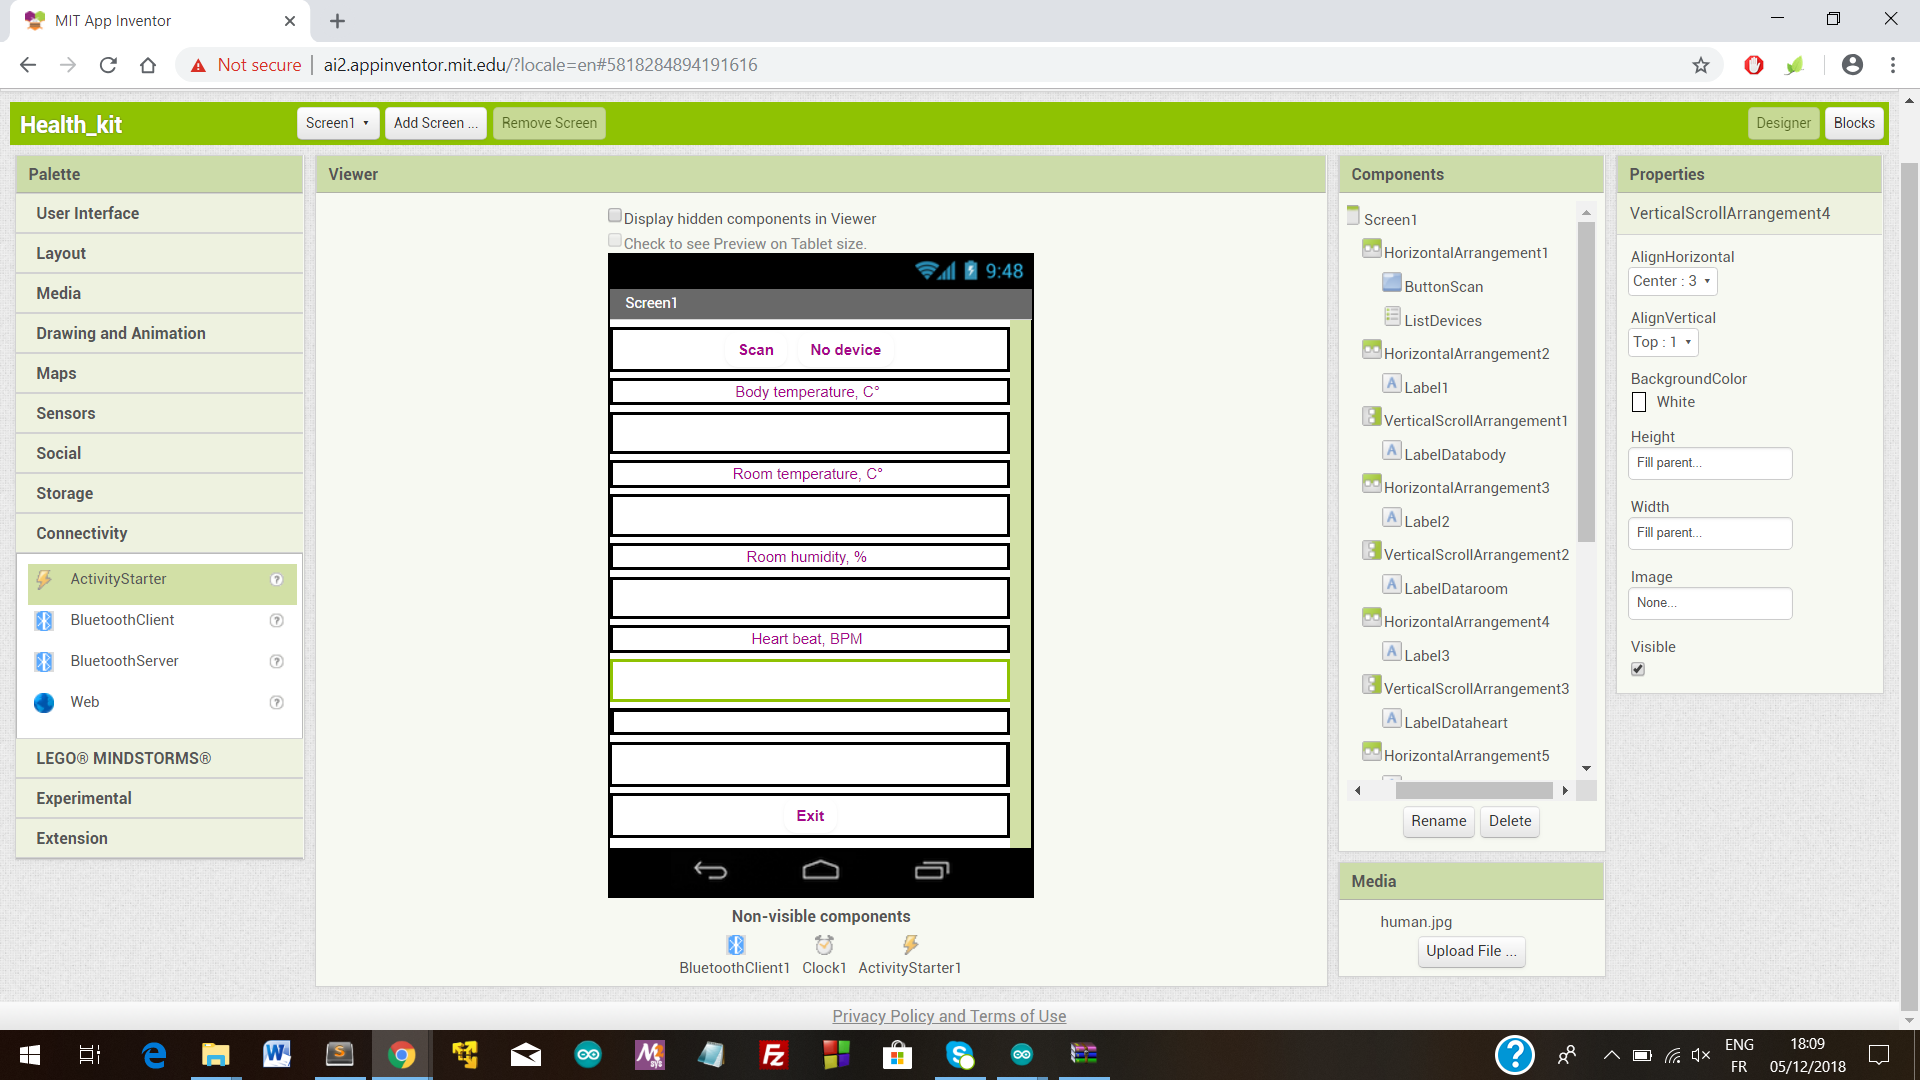 MIT App Inventor
Not secure
ai2.appinventor.mit.edu/?locale=en#5818284894191616
Health_kit
Screen1
Add Screen ...
Remove Screen
Designer
Blocks
Palette
User Interface
Layout
Media
Drawing and Animation
Maps
Sensors
Social
Storage
Connectivity
ActivityStarter
BluetoothClient
BluetoothServer
Web
LEGO® MINDSTORMS®
Experimental
Extension
Viewer
Display hidden components in Viewer
Check to see Preview on Tablet size.
9:48
Screen1
Scan
No device
Body temperature, C°
Room temperature, C°
Room humidity, %
Heart beat, BPM
Exit
Non-visible components
BluetoothClient1
Clock1
ActivityStarter1
Components
Screen1
HorizontalArrangement1
ButtonScan
ListDevices
HorizontalArrangement2
Label1
VerticalScrollArrangement1
LabelDatabody
HorizontalArrangement3
Label2
VerticalScrollArrangement2
LabelDataroom
HorizontalArrangement4
Label3
VerticalScrollArrangement3
LabelDataheart
HorizontalArrangement5
Rename
Delete
Media
human.jpg
Upload File ...
Properties
VerticalScrollArrangement4
AlignHorizontal
Center : 3
AlignVertical
Top : 1
BackgroundColor
White
Height
Fill parent...
Width
Fill parent...
Image
None...
Visible
Privacy Policy and Terms of Use
ENG
FR
18:09
05/12/2018